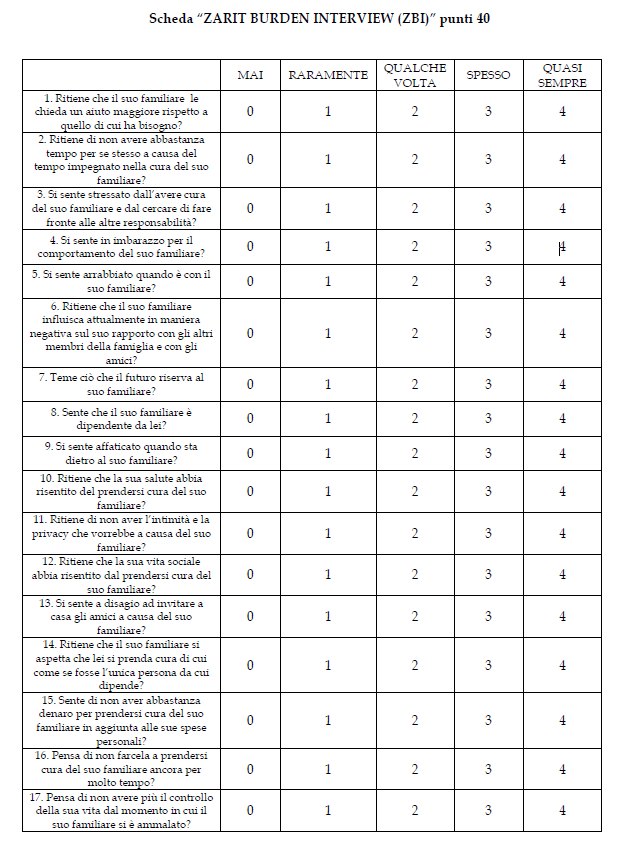 Scheda “ZARIT BURDEN INTERVIEW (ZBI)” punti 40
MAI RARAMENTE QUALCHE VOLTA SPESSO QUASI SEMPRE
1. Ritiene che il suo familiare le
chieda un aiuto maggiore rispetto a
quello di cui ha bisogno?
0 1 2 3 4
2. Ritiene di non avere abbastanza
tempo per se stesso a causa del
tempo impegnato nella cura del suo
familiare?
0 1 2 3 4
3. Si sente stressato dall’avere cura
del suo familiare e dal cercare di fare
fronte alle altre responsabilità?
0 1 2 3 4
4. Si sente in imbarazzo per il
comportamento del suo familiare?
0 1 2 3 4
5. Si sente arrabbiato quando è con il
suo familiare?
0 1 2 3 4
6. Ritiene che il suo familiare
influisca attualmente in maniera
negativa sul suo rapporto con gli altri
membri della famiglia e con gli
amici?
0 1 2 3 4
7. Teme ciò che il futuro riserva al
suo familiare?
0 1 2 3 4
8. Sente che il suo familiare è
dipendente da lei?
0 1 2 3 4
9. Si sente affaticato quando sta
dietro al suo familiare?
0 1 2 3 4
10. Ritiene che la sua salute abbia
risentito del prendersi cura del suo
familiare?
0 1 2 3 4
11. Ritiene di non aver l’intimità e la
privacy che vorrebbe a causa del suo
familiare?
0 1 2 3 4
12. Ritiene che la sua vita sociale
abbia risentito dal prendersi cura del
suo familiare?
0 1 2 3 4
13. Si sente a disagio ad invitare a
casa gli amici a causa del suo
familiare?
0 1 2 3 4
14. Ritiene che il suo familiare si
aspetta che lei si prenda cura di cui
come se fosse l’unica persona da cui
dipende?
0 1 2 3 4
15. Sente di non aver abbastanza
denaro per prendersi cura del suo
familiare in aggiunta alle sue spese
personali?
0 1 2 3 4
16. Pensa di non farcela a prendersi
cura del suo familiare ancora per
molto tempo?
0 1 2 3 4
17. Pensa di non avere più il controllo
della sua vita dal momento in cui il
suo familiare si è ammalato?
0 1 2 3 4